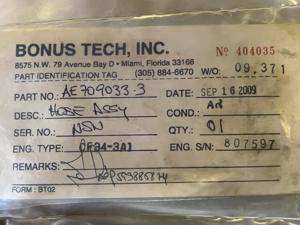 BONUS TECH, INC. № 404035
8575 N.W. 79 Avenue Bay D • Miami, Florida 33166
PART IDENTIFICATION TAG (305) 884-6670 W/O: 09.371
PART NO.: AE709033-3 DATE: SEP 16 2009
DESC.: HOSE ASSY COND.: AR
SER. NO.: NSN QTY.: 01
ENG. TYPE: CF34-3A1 ENG. S/N: 807597
REMARKS:
FORM : BT02